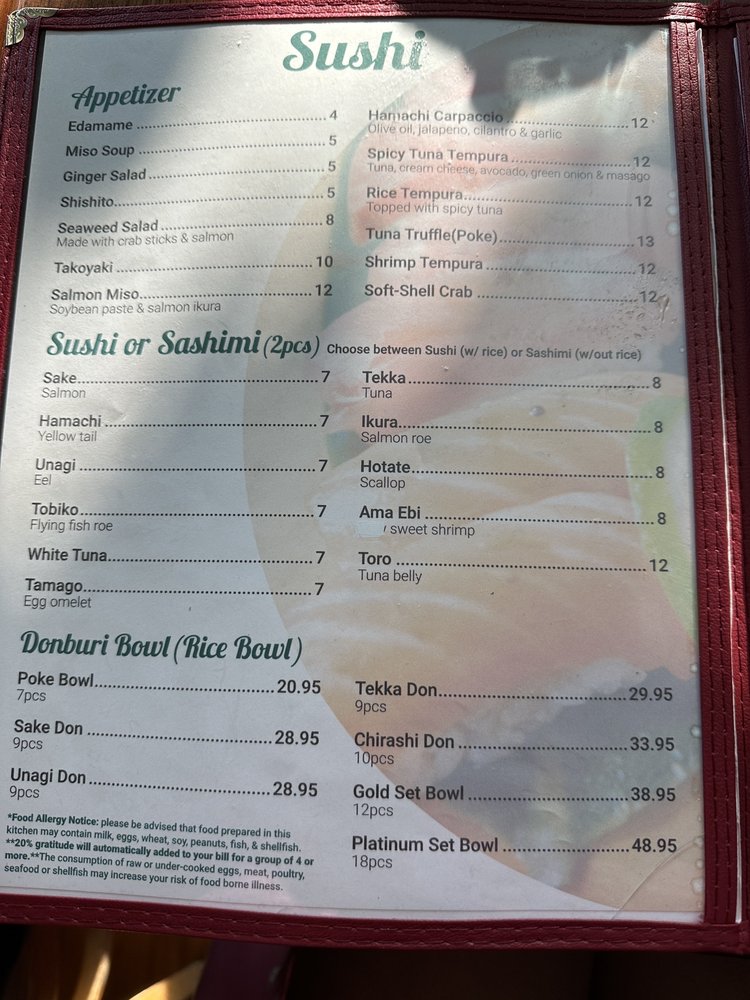 Sushi
Appetizer
Edamame 4
Miso Soup 5
Ginger Salad 5
Shishito 5
Seaweed Salad 8
Made with crab sticks & salmon
Takoyaki 10
Salmon Miso 12
Soybean paste & salmon ikura
Hamachi Carpaccio 12
Olive oil, jalapeno, cilantro & garlic
Spicy Tuna Tempura 12
Tuna, cream cheese, avocado, green onion & masago
Rice Tempura 12
Topped with spicy tuna
Tuna Truffle(Poke) 13
Shrimp Tempura 12
Soft-Shell Crab 12
Sushi or Sashimi (2pcs) Choose between Sushi (w/ rice) or Sashimi (w/out rice)
Sake 7
Salmon
Hamachi 7
Yellow tail
Unagi 7
Eel
Tobiko 7
Flying fish roe
White Tuna 7
Tamago 7
Egg omelet
Tekka 8
Tuna
Ikura 8
Salmon roe
Hotate 8
Scallop
Ama Ebi 8
sweet shrimp
Toro 12
Tuna belly
Donburi Bowl (Rice Bowl)
Poke Bowl 20.95
7pcs
Sake Don 28.95
9pcs
Unagi Don 28.95
9pcs
Tekka Don 29.95
9pcs
Chirashi Don 33.95
10pcs
Gold Set Bowl 38.95
12pcs
Platinum Set Bowl 48.95
18pcs
*Food Allergy Notice: please be advised that food prepared in this
kitchen may contain milk, eggs, wheat, soy, peanuts, fish, & shellfish.
**20% gratitude will automatically added to your bill for a group of 4 or
more.**The consumption of raw or under-cooked eggs, meat, poultry,
seafood or shellfish may increase your risk of food borne illness.